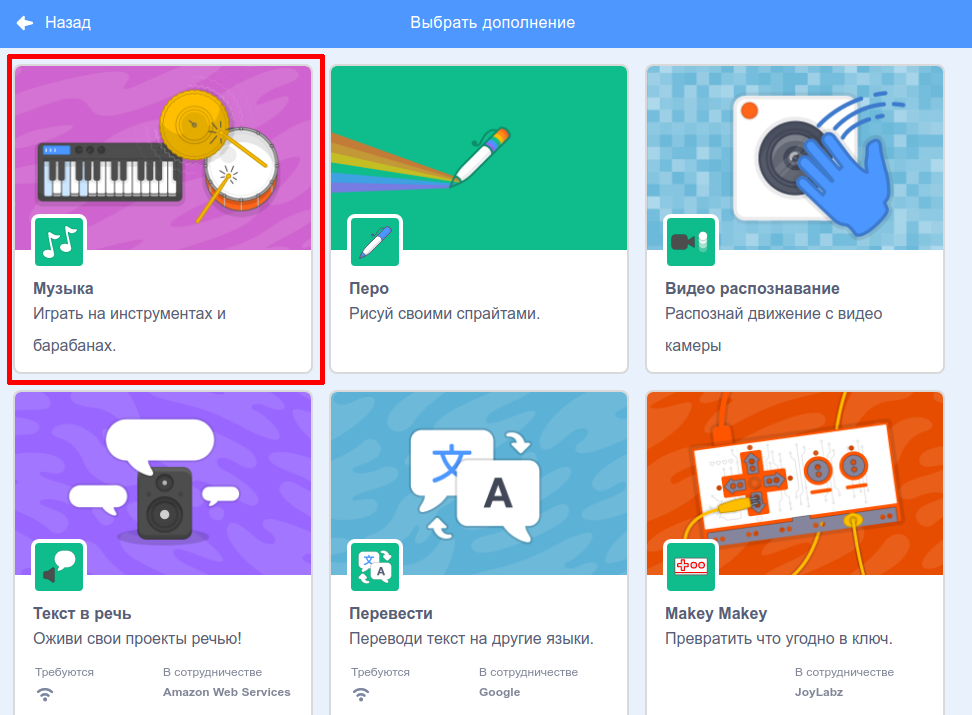 Назад
Выбрать дополнение
Музыка
Играть на инструментах и
барабанах.
Перо
Рисуй своими спрайтами.
Видео распознавание
Распознай движение с видео
камеры
文 A
Текст в речь
Оживи свои проекты речью!
Требуются
В сотрудничестве
Amazon Web Services
文 A
Перевести
Переводи текст на другие языки.
Требуются
В сотрудничестве
Google
Makey Makey
Превратить что угодно в ключ.
В сотрудничестве
JoyLabz